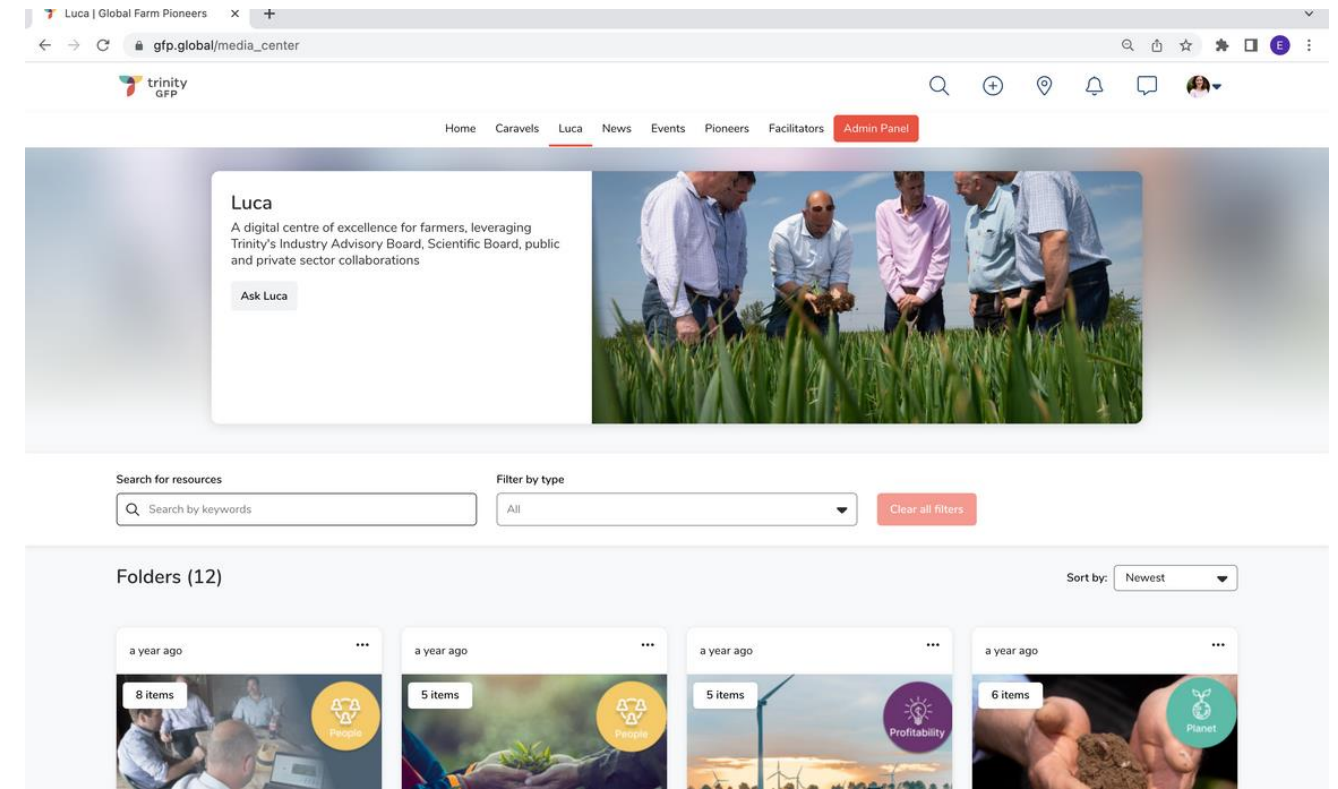 Luca | Global Farm Pioneers
gfp.global/media_center
E
trinity
GFP
Home Caravels Luca News Events Pioneers Facilitators Admin Panel
Luca
A digital centre of excellence for farmers, leveraging
Trinity's Industry Advisory Board, Scientific Board, public
and private sector collaborations
Ask Luca
Search for resources Filter by type
Search by keywords All Clear all filters
Folders (12) Sort by: Newest
a year ago a year ago a year ago a year ago
8 items People 5 items People 5 items Profitability 6 items Planet